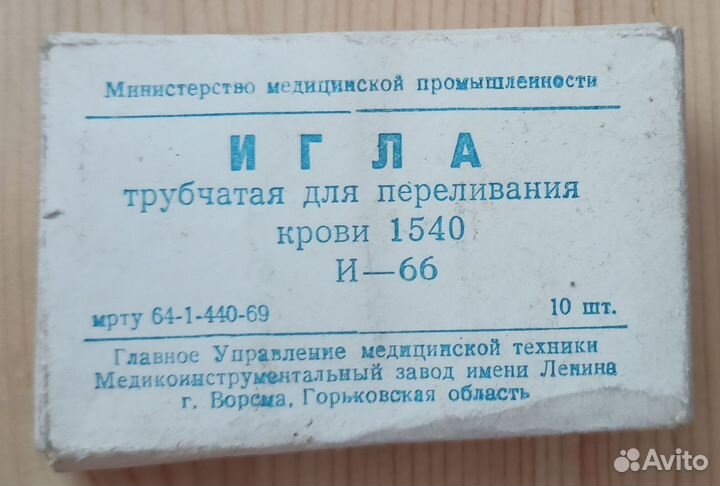 Министерство медицинской промышленности
ИГЛА
трубчатая для переливания
крови 1540
И—66
мрту 64-1-440-69 10 шт.
Главное Управление медицинской техники
Медикоинструментальный завод имени Ленина
г. Ворсма, Горьковская область
Avito